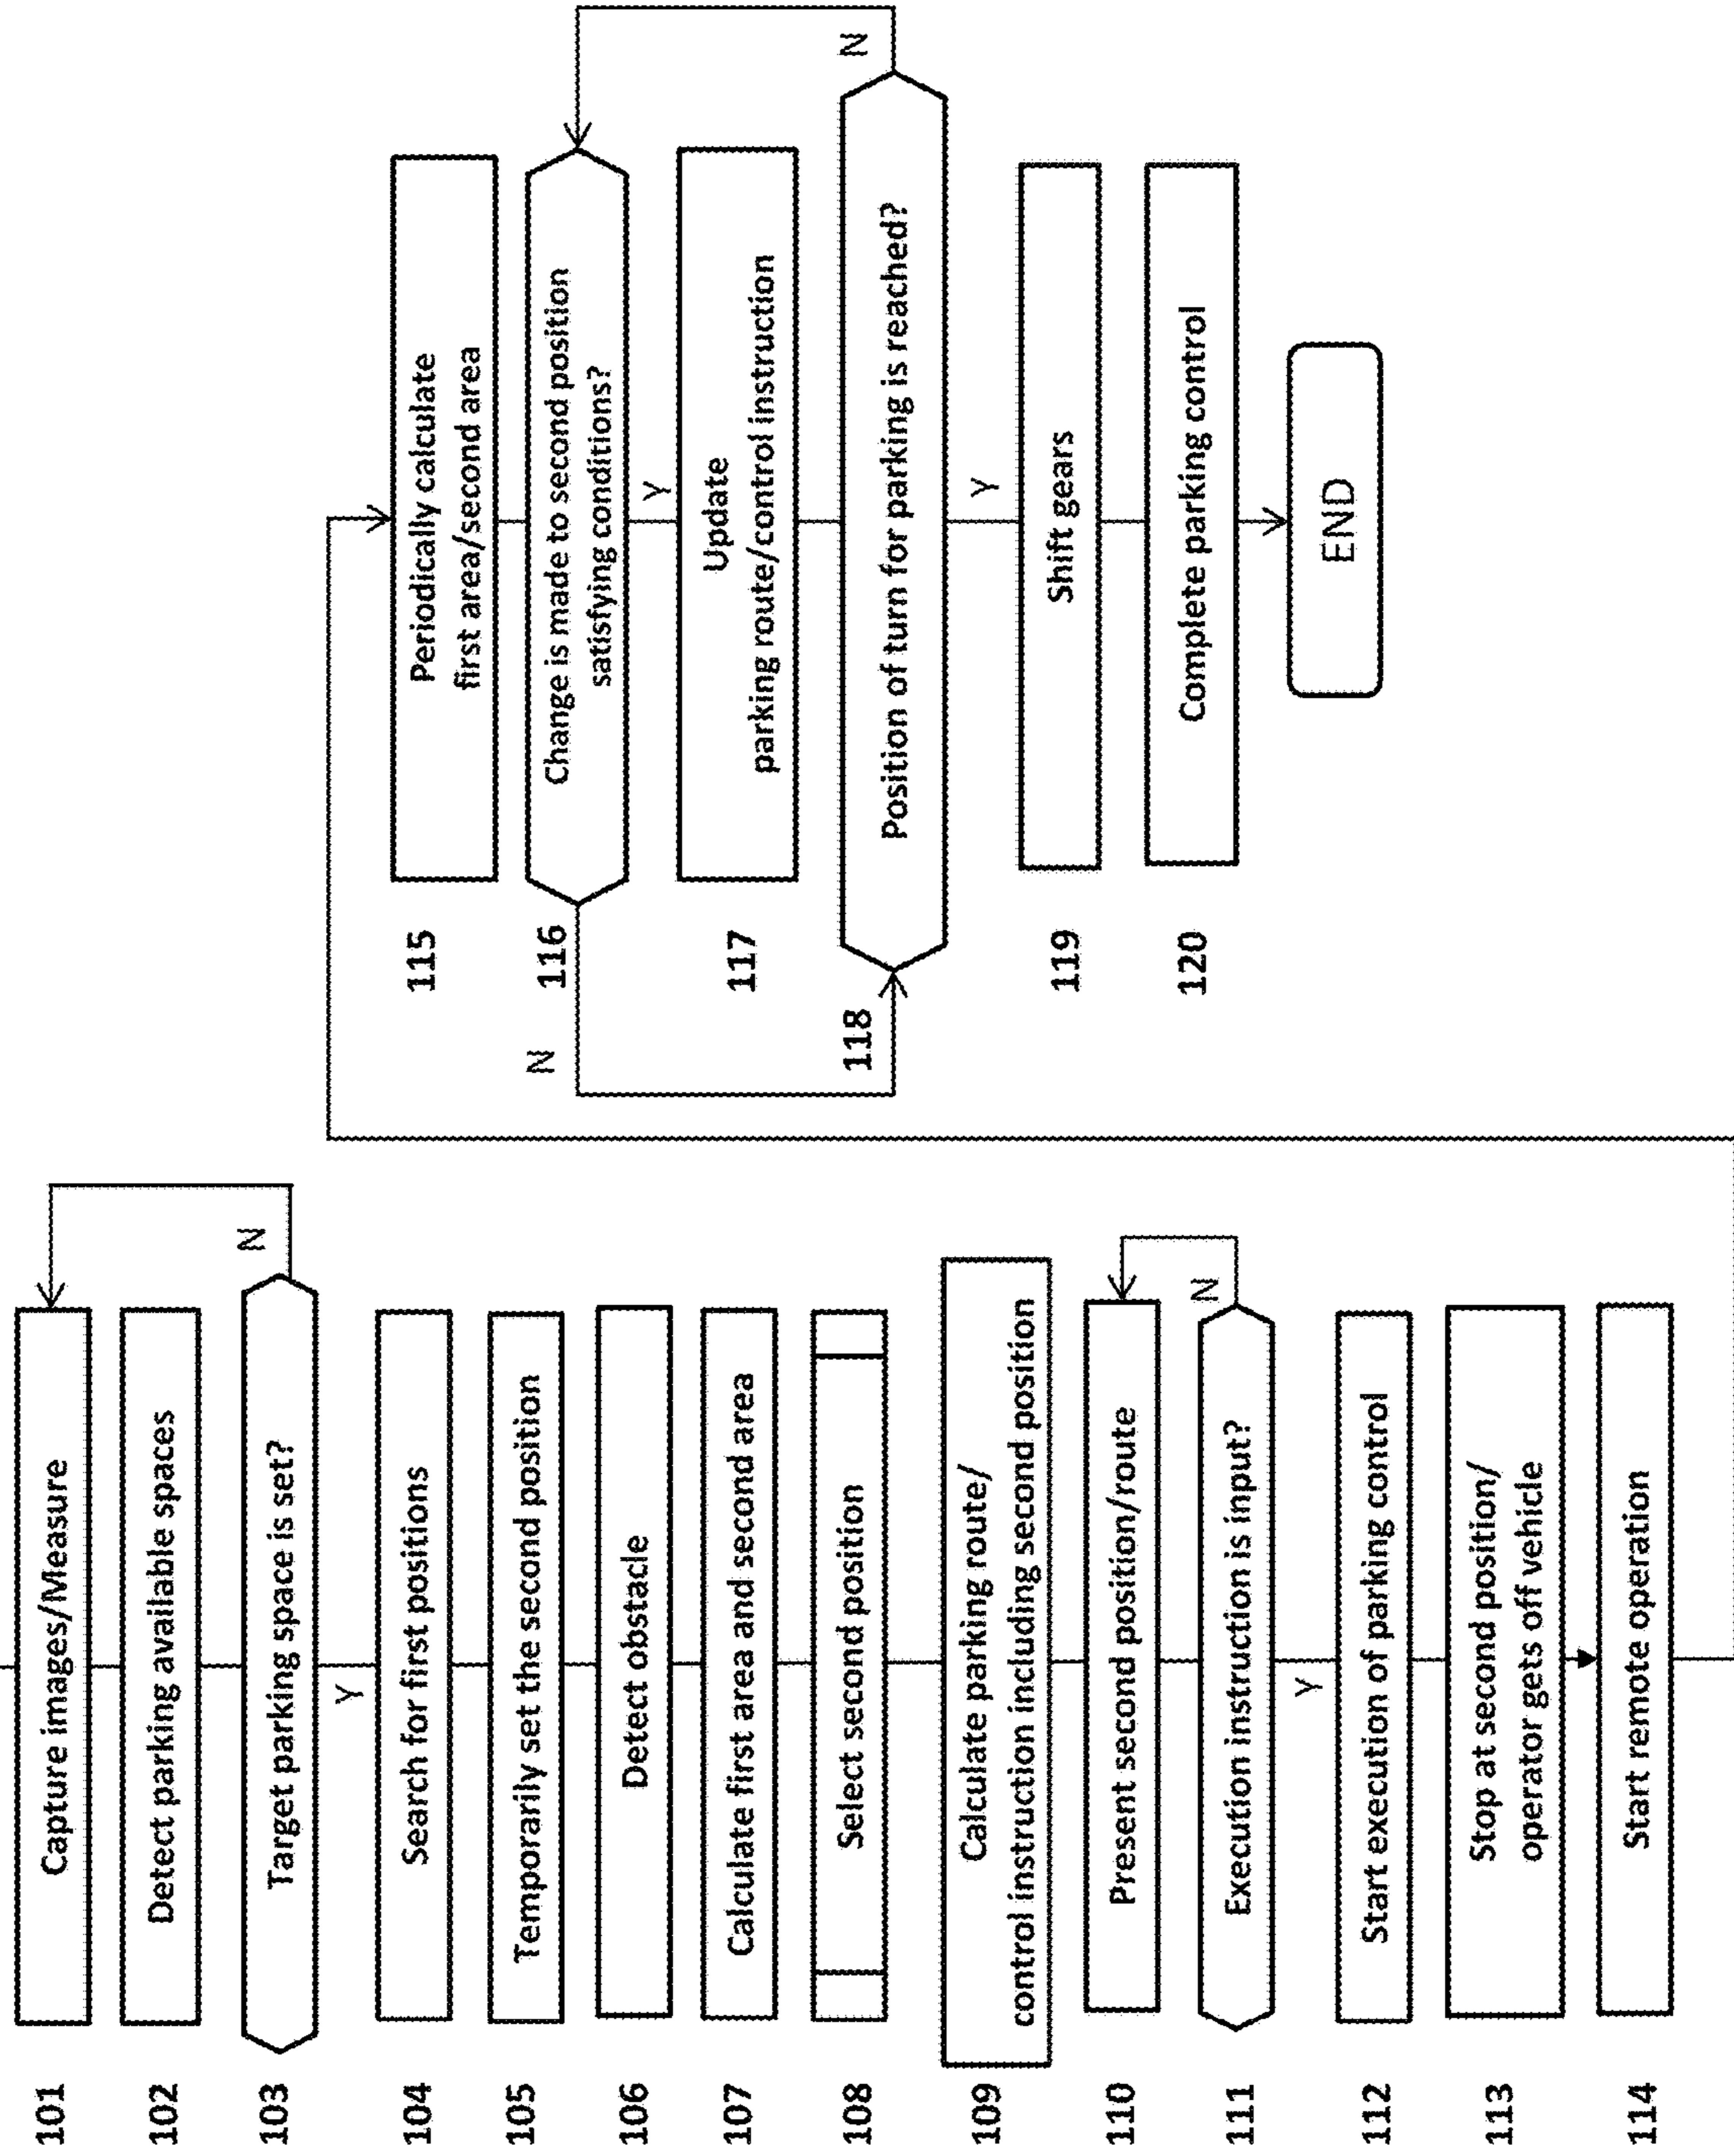 101
Capture images/Measure
102
Detect parking available spaces
103
Target parking space is set?
N
Y
104
Search for first positions
105
Temporarily set the second position
106
Detect obstacle
107
Calculate first area and second area
108
Select second position
109
Calculate parking route/
control instruction including second position
110
Present second position/route
111
Execution instruction is input?
N
Y
112
Start execution of parking control
113
Stop at second position/
operator gets off vehicle
114
Start remote operation
115
Periodically calculate
first area/second area
116
Change is made to second position
satisfying conditions?
N
Y
117
Update
parking route/control instruction
118
Position of turn for parking is reached?
N
Y
119
Shift gears
120
Complete parking control
END